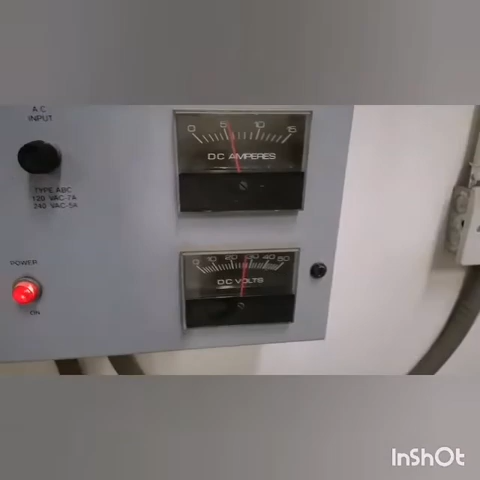 A.C.
INPUT
TYPE ABC
120 VAC-7A
240 VAC-5A
0 5 10 15
DC AMPERES
POWER
ON
0 10 20 30 40 50
DC VOLTS
InShOt